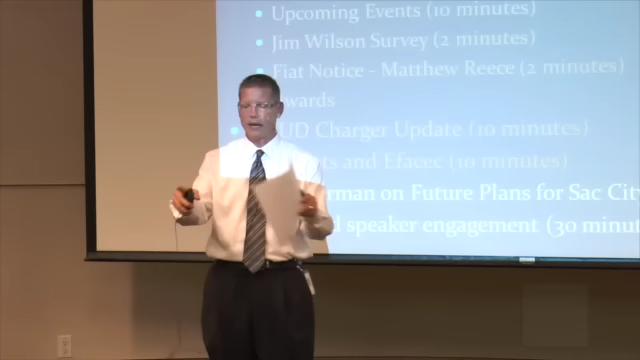 Upcoming Events (10 minutes)
Jim Wilson Survey (2 minutes)
Fiat Notice - Matthew Reece (2 minutes)
wards
UD Charger Update (10 minutes)
ts and Efacec (10 minutes)
rman on Future Plans for Sac City
d speaker engagement (30 minut